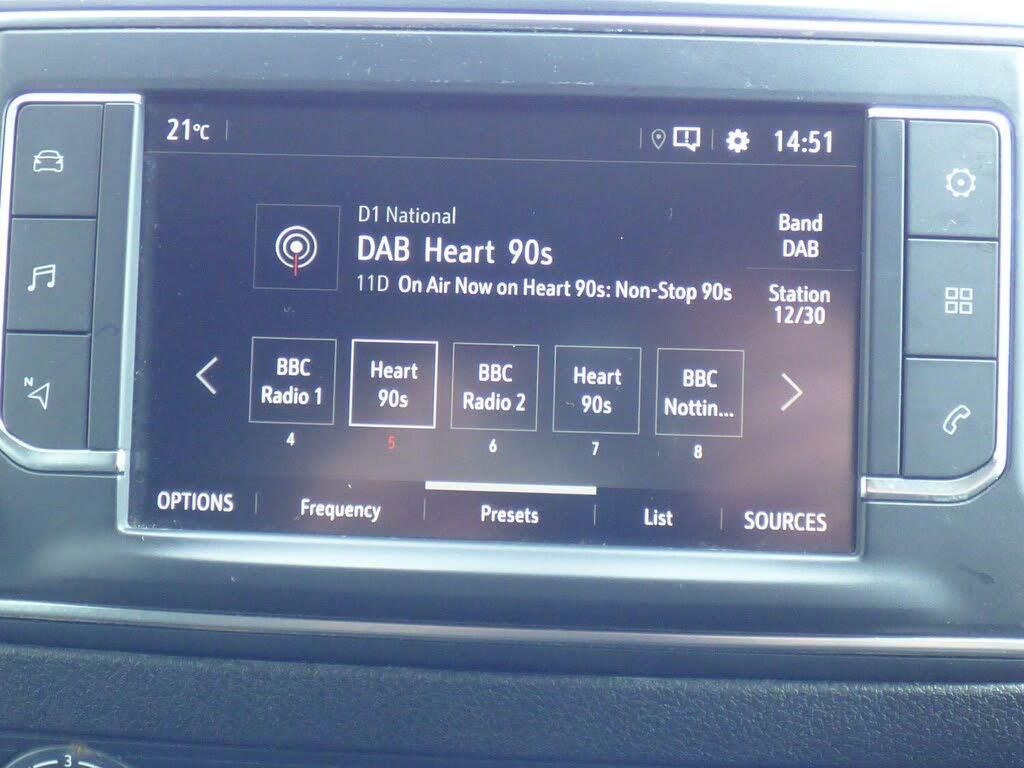 21°C
14:51
D1 National
DAB Heart 90s
11D On Air Now on Heart 90s: Non-Stop 90s
Band
DAB
Station
12/30
BBC
Radio 1
Heart
90s
BBC
Radio 2
Heart
90s
BBC
Nottin...
4
5
6
7
8
OPTIONS
Frequency
Presets
List
SOURCES
N
3